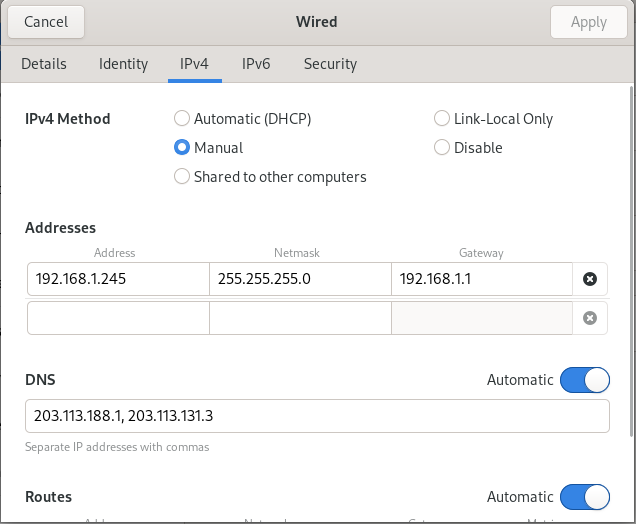 Cancel Wired Apply
Details Identity IPv4 IPv6 Security
IPv4 Method Automatic (DHCP) Link-Local Only
Manual Disable
Shared to other computers
Addresses
Address Netmask Gateway
192.168.1.245 255.255.255.0 192.168.1.1
DNS Automatic
203.113.188.1, 203.113.131.3
Separate IP addresses with commas
Routes Automatic